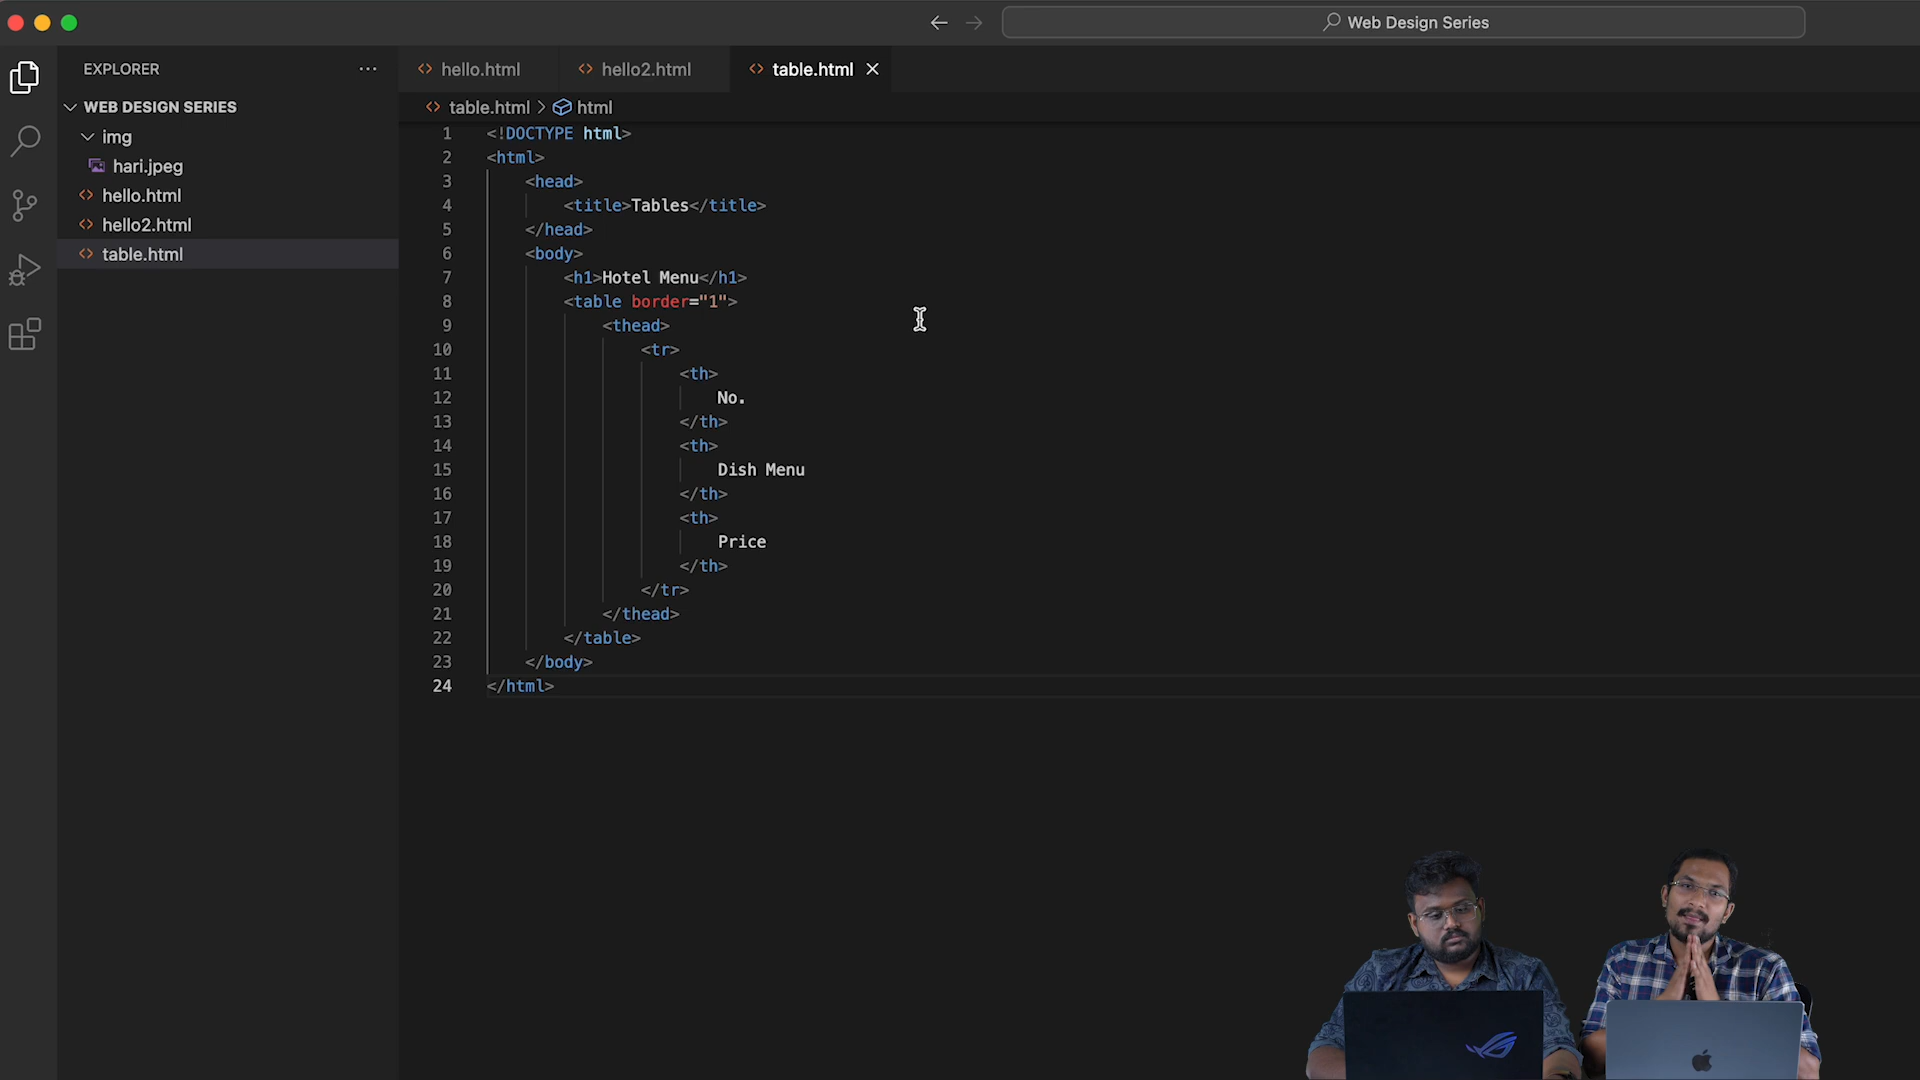 Web Design Series
EXPLORER
hello.html
hello2.html
table.html
WEB DESIGN SERIES
table.html > html
img
hari.jpeg
hello.html
hello2.html
table.html
1 <!DOCTYPE html>
2 <html>
3 <head>
4 <title>Tables</title>
5 </head>
6 <body>
7 <h1>Hotel Menu</h1>
8 <table border="1">
9 <thead>
10 <tr>
11 <th>
12 No.
13 </th>
14 <th>
15 Dish Menu
16 </th>
17 <th>
18 Price
19 </th>
20 </tr>
21 </thead>
22 </table>
23 </body>
24 </html>